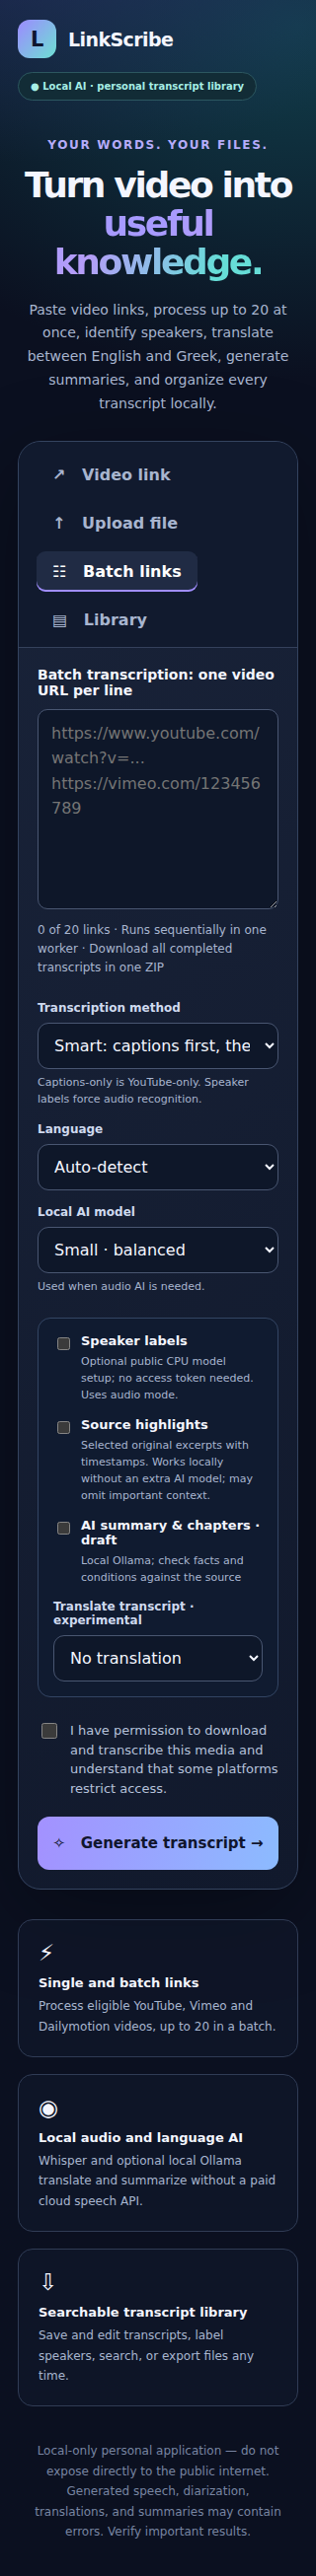 L LinkScribe
● Local AI · personal transcript library
YOUR WORDS. YOUR FILES.
Turn video into
useful
knowledge.
Paste video links, process up to 20 at
once, identify speakers, translate
between English and Greek, generate
summaries, and organize every
transcript locally.
↗ Video link
↑ Upload file
☷ Batch links
▤ Library
Batch transcription: one video
URL per line
https://www.youtube.com/
watch?v=...
https://vimeo.com/123456
789
0 of 20 links · Runs sequentially in one
worker · Download all completed
transcripts in one ZIP
Transcription method
Smart: captions first, the
Captions-only is YouTube-only. Speaker
labels force audio recognition.
Language
Auto-detect
Local AI model
Small · balanced
Used when audio AI is needed.
Speaker labels
Optional public CPU model
setup; no access token needed.
Uses audio mode.
Source highlights
Selected original excerpts with
timestamps. Works locally
without an extra AI model; may
omit important context.
AI summary & chapters ·
draft
Local Ollama; check facts and
conditions against the source
Translate transcript ·
experimental
No translation
I have permission to download
and transcribe this media and
understand that some platforms
restrict access.
✧ Generate transcript →
⚡
Single and batch links
Process eligible YouTube, Vimeo and
Dailymotion videos, up to 20 in a batch.
◉
Local audio and language AI
Whisper and optional local Ollama
translate and summarize without a paid
cloud speech API.
⇩
Searchable transcript library
Save and edit transcripts, label
speakers, search, or export files any
time.
Local-only personal application — do not
expose directly to the public internet.
Generated speech, diarization,
translations, and summaries may contain
errors. Verify important results.